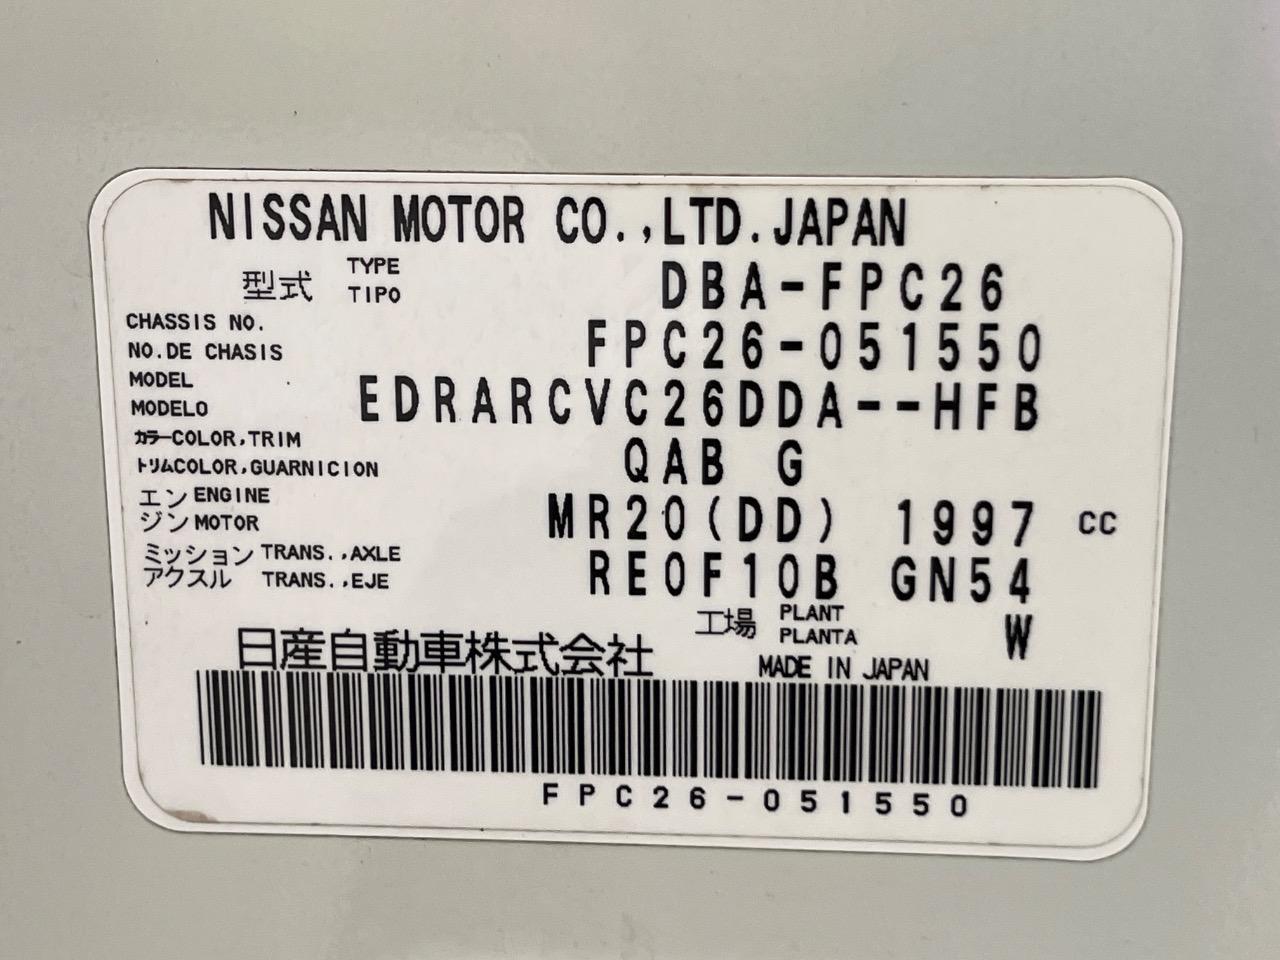 NISSAN MOTOR CO.,LTD.JAPAN
型式 TYPE TIPO DBA-FPC26
CHASSIS NO.
NO.DE CHASIS FPC26-051550
MODEL
MODELO EDRARCVC26DDA--HFB
カラーCOLOR,TRIM
トリムCOLOR,GUARNICION QAB G
エン ENGINE
ジン MOTOR MR20(DD) 1997 CC
ミッション TRANS.,AXLE
アクスル TRANS.,EJE RE0F10B GN54
工場 PLANT PLANTA W
日産自動車株式会社 MADE IN JAPAN
FPC26-051550